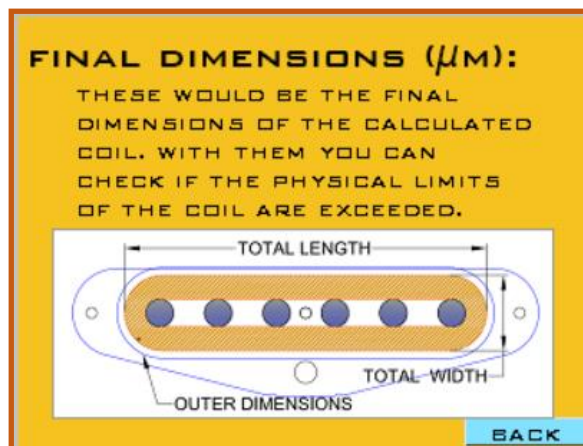 FINAL DIMENSIONS (µM):
THESE WOULD BE THE FINAL
DIMENSIONS OF THE CALCULATED
COIL. WITH THEM YOU CAN
CHECK IF THE PHYSICAL LIMITS
OF THE COIL ARE EXCEEDED.
TOTAL LENGTH
TOTAL WIDTH
OUTER DIMENSIONS
BACK